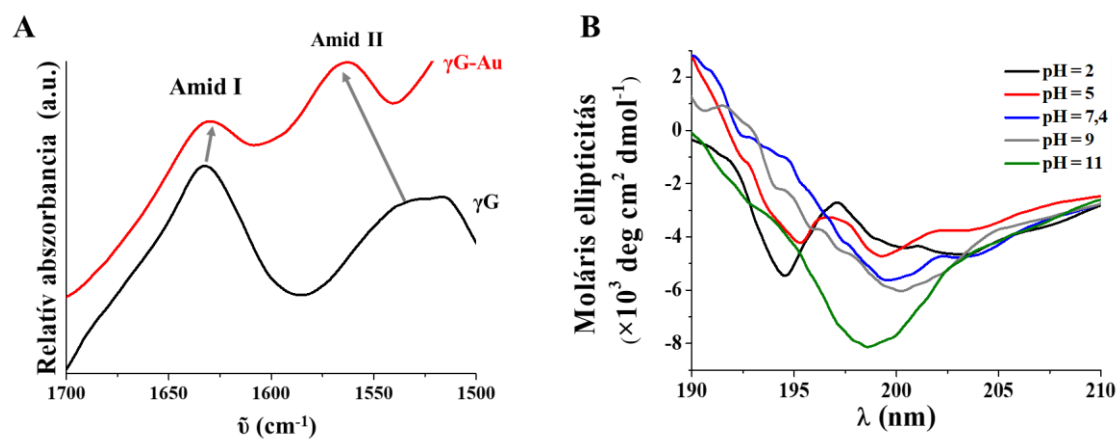 A
Relatív abszorbancia (a.u.)
Amid I
Amid II
γG-Au
γG
1700
1650
1600
1550
1500
ṽ (cm⁻¹)
B
Moláris ellipticitás
(×10³ deg cm² dmol⁻¹)
2
0
-2
-4
-6
-8
pH = 2
pH = 5
pH = 7,4
pH = 9
pH = 11
190
195
200
205
210
λ (nm)